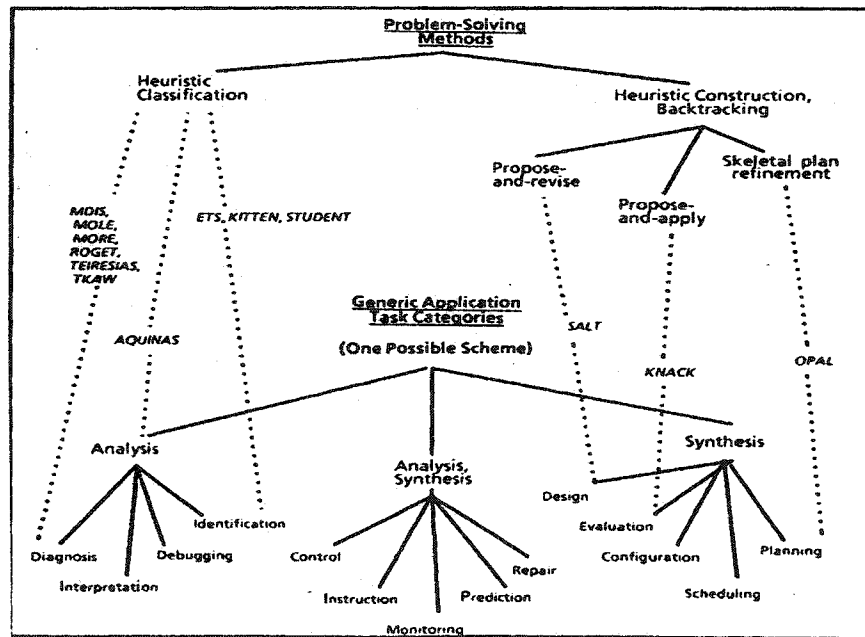 Problem-Solving
Methods
Heuristic
Classification
Heuristic Construction,
Backtracking
Propose-
and-revise
Skeletal plan
refinement
Propose-
and-apply
MDIS,
MOLE,
MORE,
ROGET,
TEIRESIAS,
TKAW
ETS, KITTEN, STUDENT
AQUINAS
Generic Application
Task Categories
(One Possible Scheme)
SALT
KNACK
OPAL
Analysis
Analysis,
Synthesis
Synthesis
Diagnosis
Interpretation
Debugging
Identification
Control
Instruction
Monitoring
Prediction
Repair
Design
Evaluation
Configuration
Scheduling
Planning